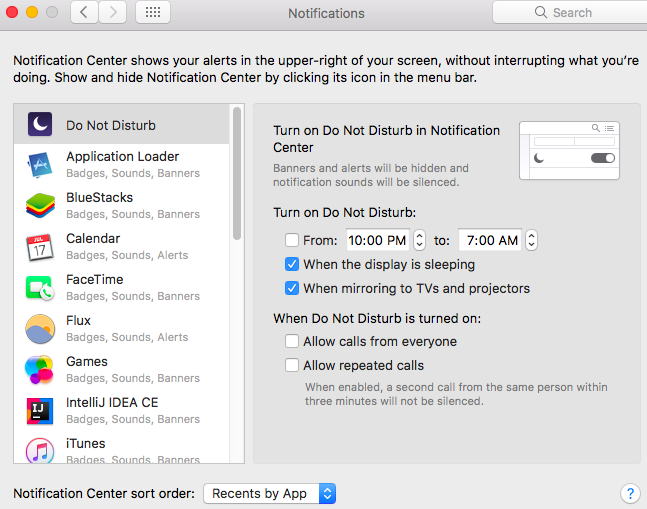 Notifications
Search
Notification Center shows your alerts in the upper-right of your screen, without interrupting what you're
doing. Show and hide Notification Center by clicking its icon in the menu bar.
Do Not Disturb
Application Loader
Badges, Sounds, Banners
BlueStacks
Badges, Sounds, Banners
JUL
17
Calendar
Badges, Sounds, Alerts
FaceTime
Badges, Sounds, Banners
Flux
Badges, Sounds, Alerts
Games
Badges, Sounds, Banners
IJ
IntelliJ IDEA CE
Badges, Sounds, Banners
iTunes
Badges, Sounds, Banners
Turn on Do Not Disturb in Notification
Center
Banners and alerts will be hidden and
notification sounds will be silenced.
Turn on Do Not Disturb:
From: 10:00 PM to: 7:00 AM
When the display is sleeping
When mirroring to TVs and projectors
When Do Not Disturb is turned on:
Allow calls from everyone
Allow repeated calls
When enabled, a second call from the same person within
three minutes will not be silenced.
Notification Center sort order: Recents by App
?